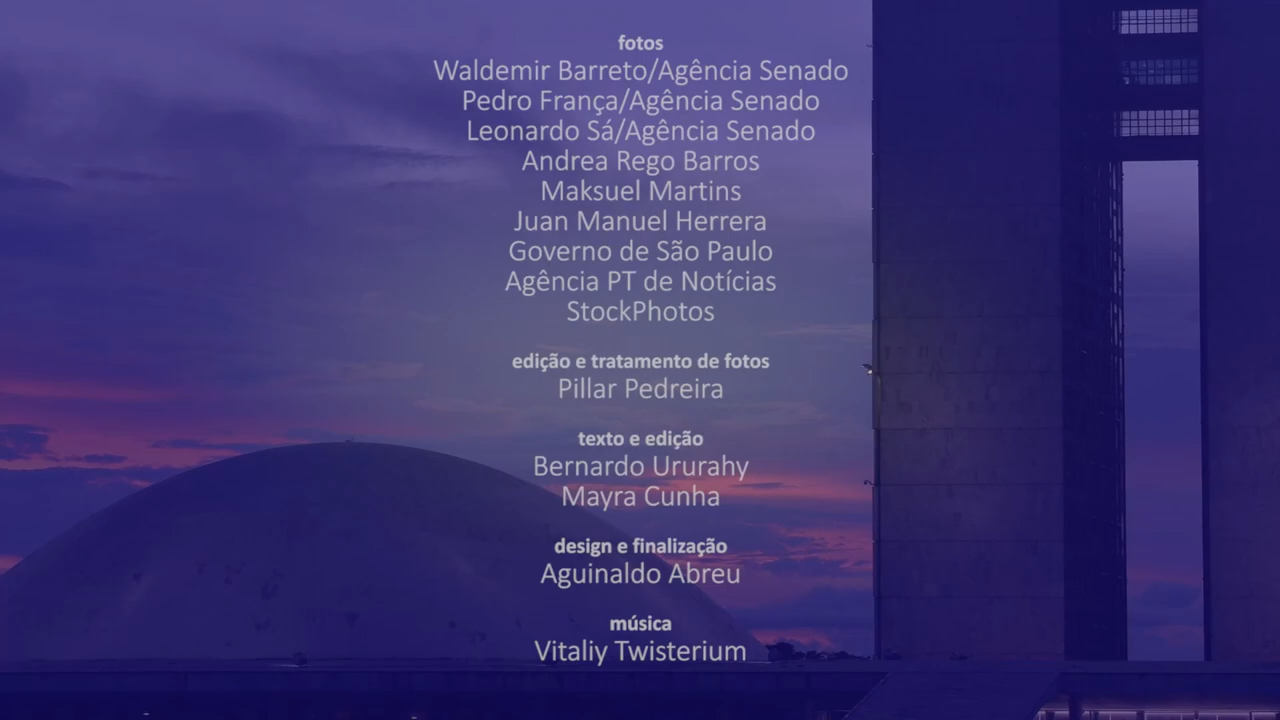 fotos
Waldemir Barreto/Agência Senado
Pedro França/Agência Senado
Leonardo Sá/Agência Senado
Andrea Rego Barros
Maksuel Martins
Juan Manuel Herrera
Governo de São Paulo
Agência PT de Notícias
StockPhotos
edição e tratamento de fotos
Pillar Pedreira
texto e edição
Bernardo Ururahy
Mayra Cunha
design e finalização
Aguinaldo Abreu
música
Vitaliy Twisterium